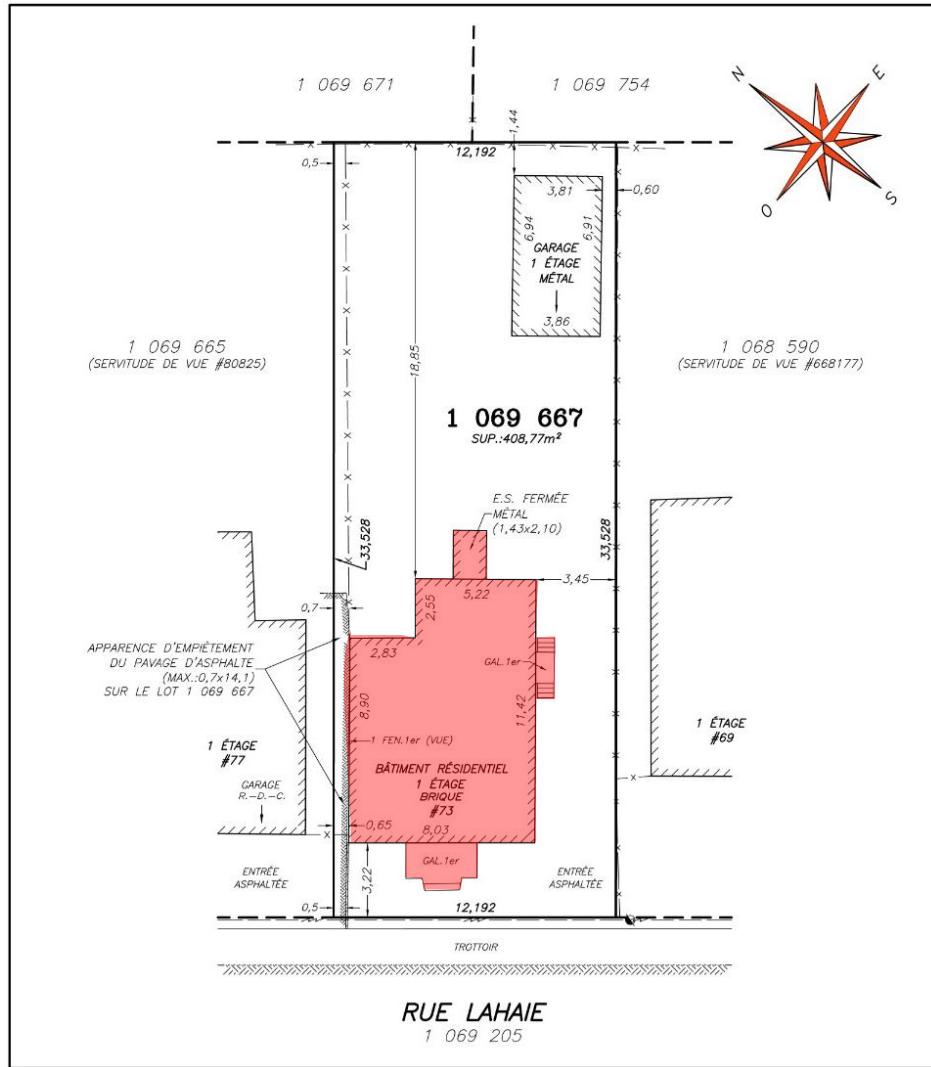 1 069 671
1 069 754
N
E
S
O
1,44
12,192
0,5
3,81
0,60
6,94
6,91
GARAGE
1 ÉTAGE
MÉTAL
3,86
1 069 665
(SERVITUDE DE VUE #80825)
1 068 590
(SERVITUDE DE VUE #668177)
18,85
1 069 667
SUP.:408,77m²
E.S. FERMÉE
MÉTAL
(1,43x2,10)
33,528
33,528
3,45
5,22
2,55
0,7
2,83
GAL.1er
APPARENCE D'EMPIÈTEMENT
DU PAVAGE D'ASPHALTE
(MAX.:0,7x14,1)
SUR LE LOT 1 069 667
8,90
11,42
1 FEN.1er (VUE)
1 ÉTAGE
#77
1 ÉTAGE
#69
BÂTIMENT RÉSIDENTIEL
1 ÉTAGE
BRIQUE
#73
GARAGE
R.-D.-C.
0,65
8,03
GAL.1er
3,22
ENTRÉE
ASPHALTÉE
ENTRÉE
ASPHALTÉE
0,5
12,192
TROTTOIR
RUE LAHAIE
1 069 205